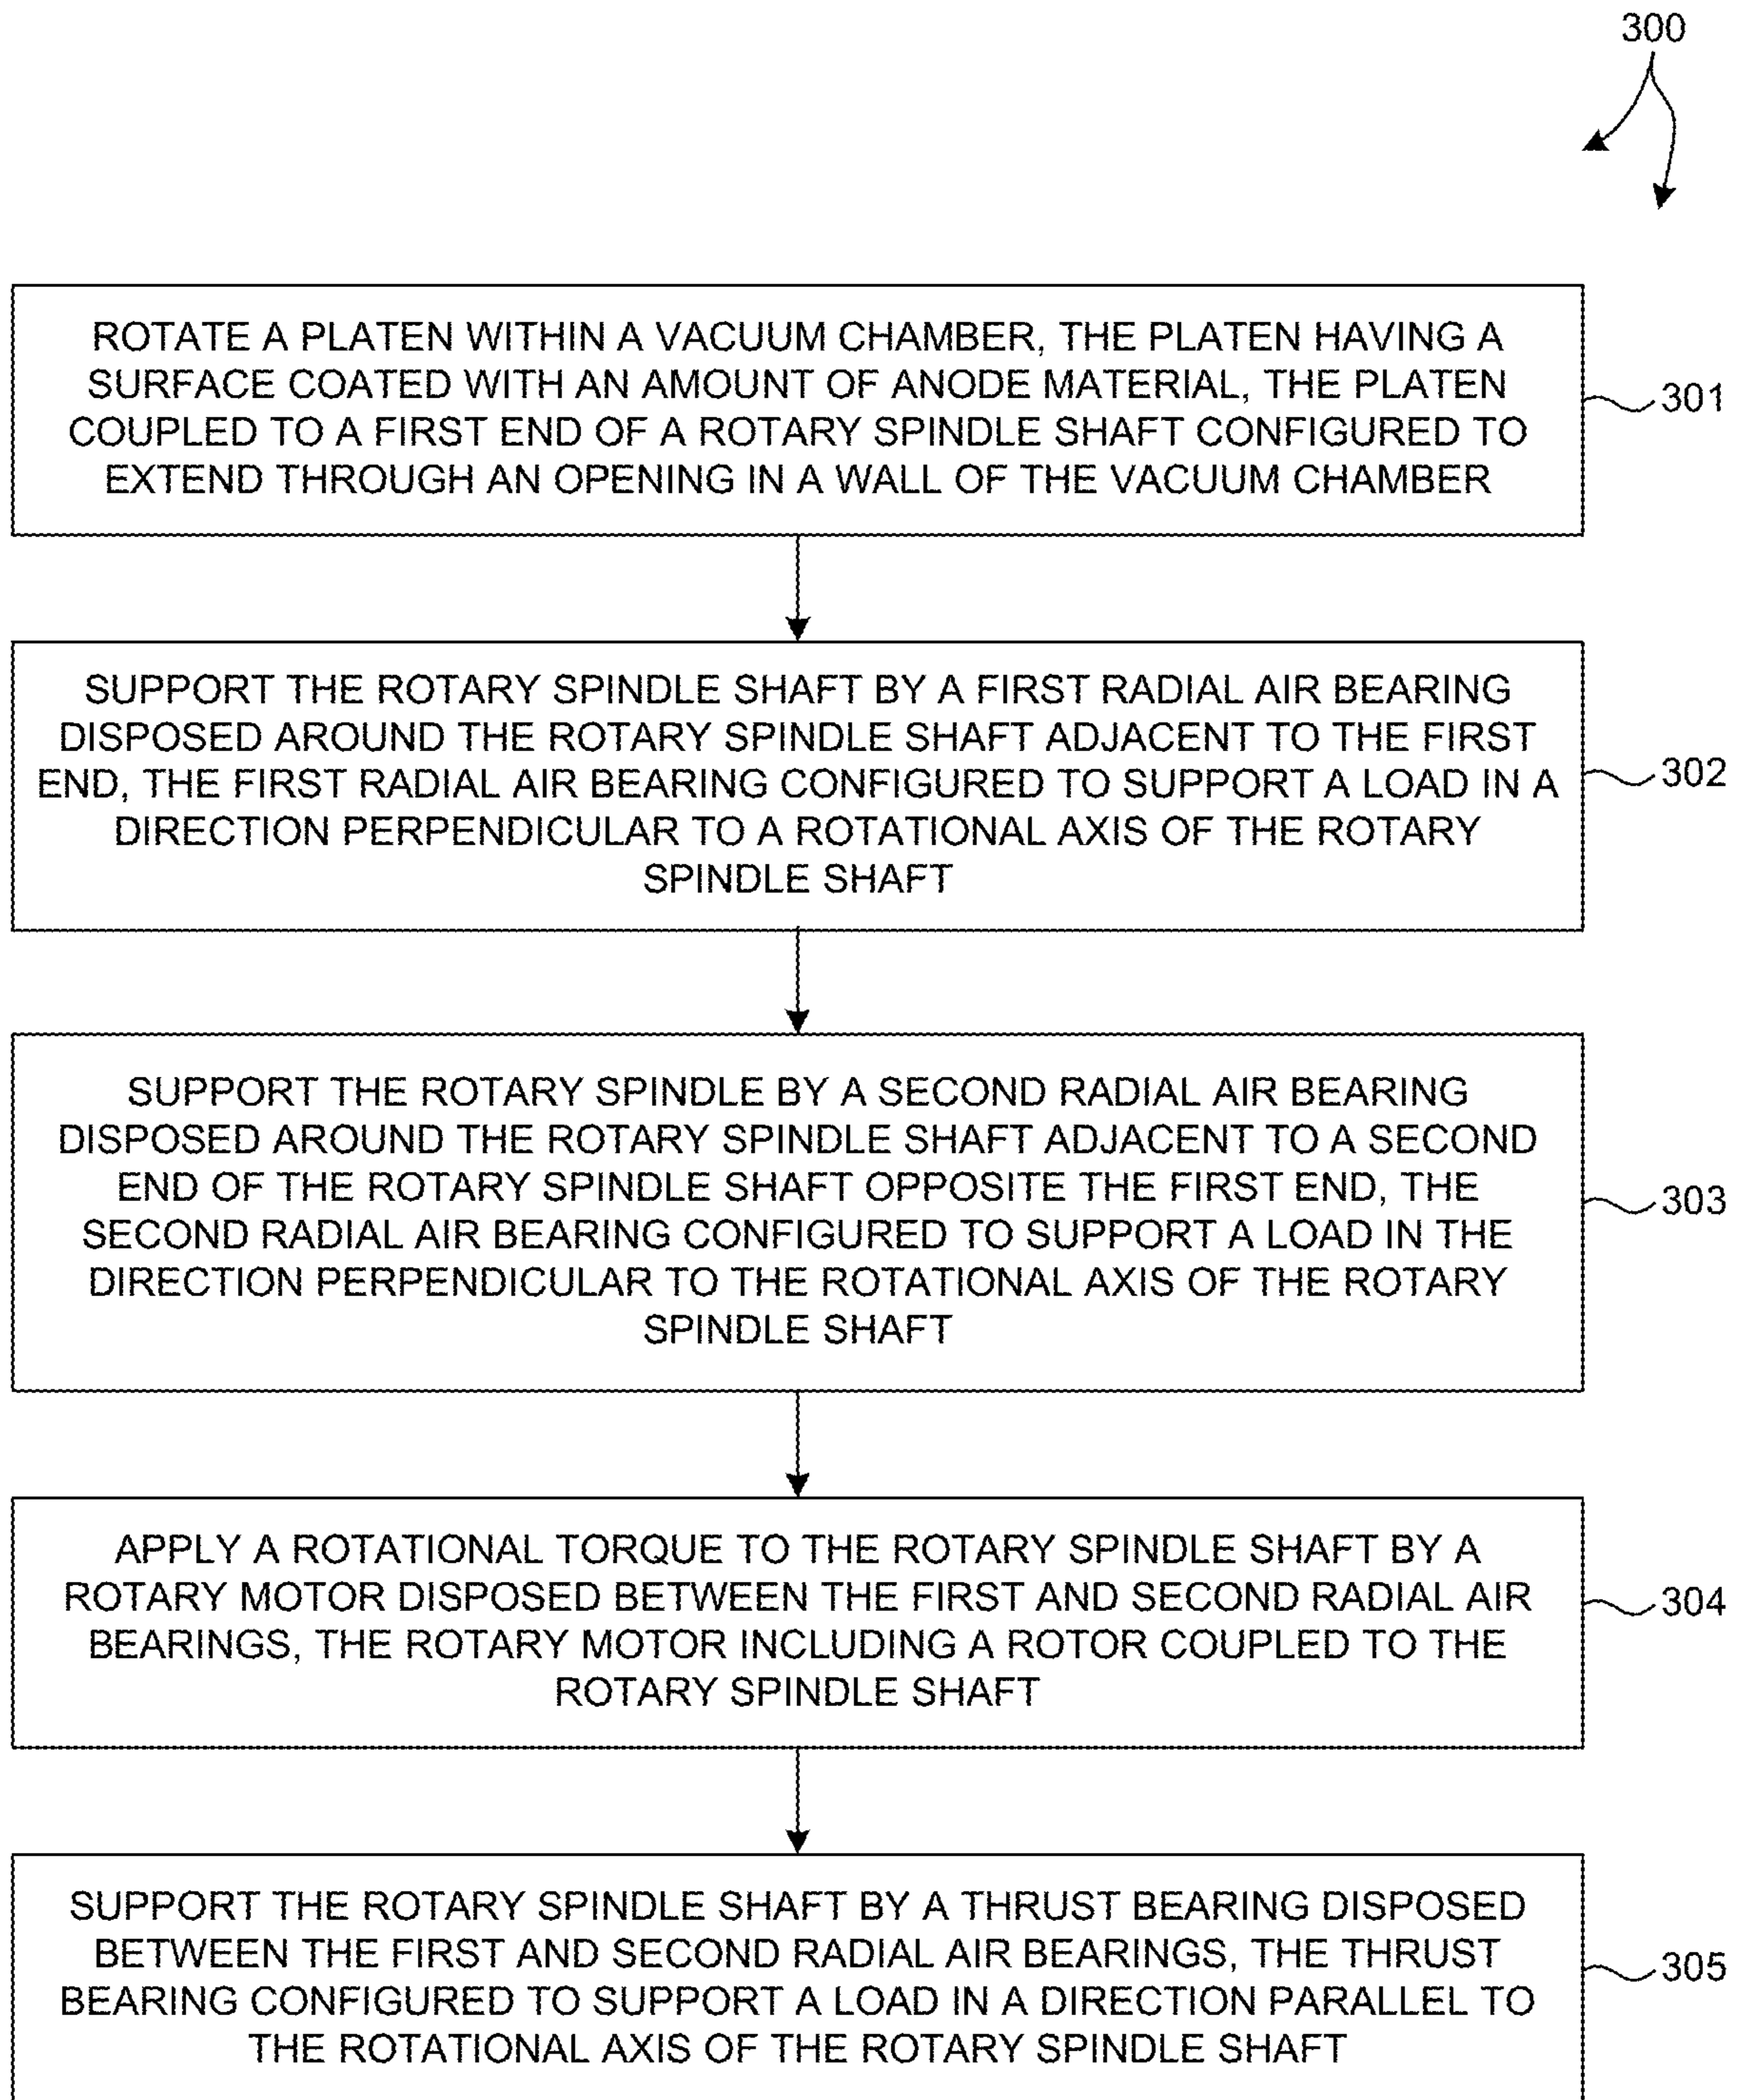 300
ROTATE A PLATEN WITHIN A VACUUM CHAMBER, THE PLATEN HAVING A
SURFACE COATED WITH AN AMOUNT OF ANODE MATERIAL, THE PLATEN
COUPLED TO A FIRST END OF A ROTARY SPINDLE SHAFT CONFIGURED TO
EXTEND THROUGH AN OPENING IN A WALL OF THE VACUUM CHAMBER
301
SUPPORT THE ROTARY SPINDLE SHAFT BY A FIRST RADIAL AIR BEARING
DISPOSED AROUND THE ROTARY SPINDLE SHAFT ADJACENT TO THE FIRST
END, THE FIRST RADIAL AIR BEARING CONFIGURED TO SUPPORT A LOAD IN A
DIRECTION PERPENDICULAR TO A ROTATIONAL AXIS OF THE ROTARY
SPINDLE SHAFT
302
SUPPORT THE ROTARY SPINDLE BY A SECOND RADIAL AIR BEARING
DISPOSED AROUND THE ROTARY SPINDLE SHAFT ADJACENT TO A SECOND
END OF THE ROTARY SPINDLE SHAFT OPPOSITE THE FIRST END, THE
SECOND RADIAL AIR BEARING CONFIGURED TO SUPPORT A LOAD IN THE
DIRECTION PERPENDICULAR TO THE ROTATIONAL AXIS OF THE ROTARY
SPINDLE SHAFT
303
APPLY A ROTATIONAL TORQUE TO THE ROTARY SPINDLE SHAFT BY A
ROTARY MOTOR DISPOSED BETWEEN THE FIRST AND SECOND RADIAL AIR
BEARINGS, THE ROTARY MOTOR INCLUDING A ROTOR COUPLED TO THE
ROTARY SPINDLE SHAFT
304
SUPPORT THE ROTARY SPINDLE SHAFT BY A THRUST BEARING DISPOSED
BETWEEN THE FIRST AND SECOND RADIAL AIR BEARINGS, THE THRUST
BEARING CONFIGURED TO SUPPORT A LOAD IN A DIRECTION PARALLEL TO
THE ROTATIONAL AXIS OF THE ROTARY SPINDLE SHAFT
305